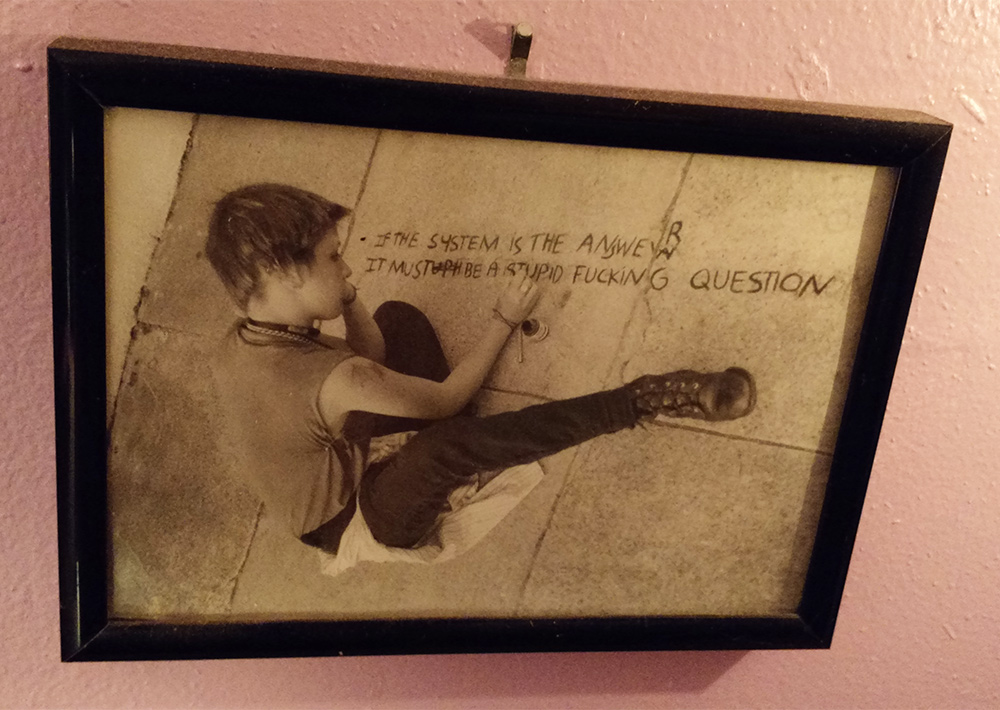 • IF THE SYSTEM IS THE ANSWER
IT MUST BE A STUPID FUCKING QUESTION